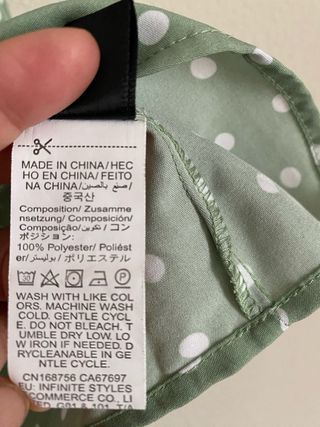 MADE IN CHINA/HEC
HO EN CHINA/FEITO
NA CHINA/صنع بالصين/
중국산
Composition/Zusamme
nsetzung/Composición/
Composição/تكوين/コン
ポジション:
100% Polyester/Poliést
er/بوليستر/ポリエステル
WASH WITH LIKE COL
ORS. MACHINE WASH
COLD. GENTLE CYCL
E. DO NOT BLEACH. T
UMBLE DRY LOW. LO
W IRON IF NEEDED. D
RYCLEANABLE IN GE
NTLE CYCLE.
CN168756 CA67697
EU: INFINITE STYLES
ECOMMERCE CO., LI